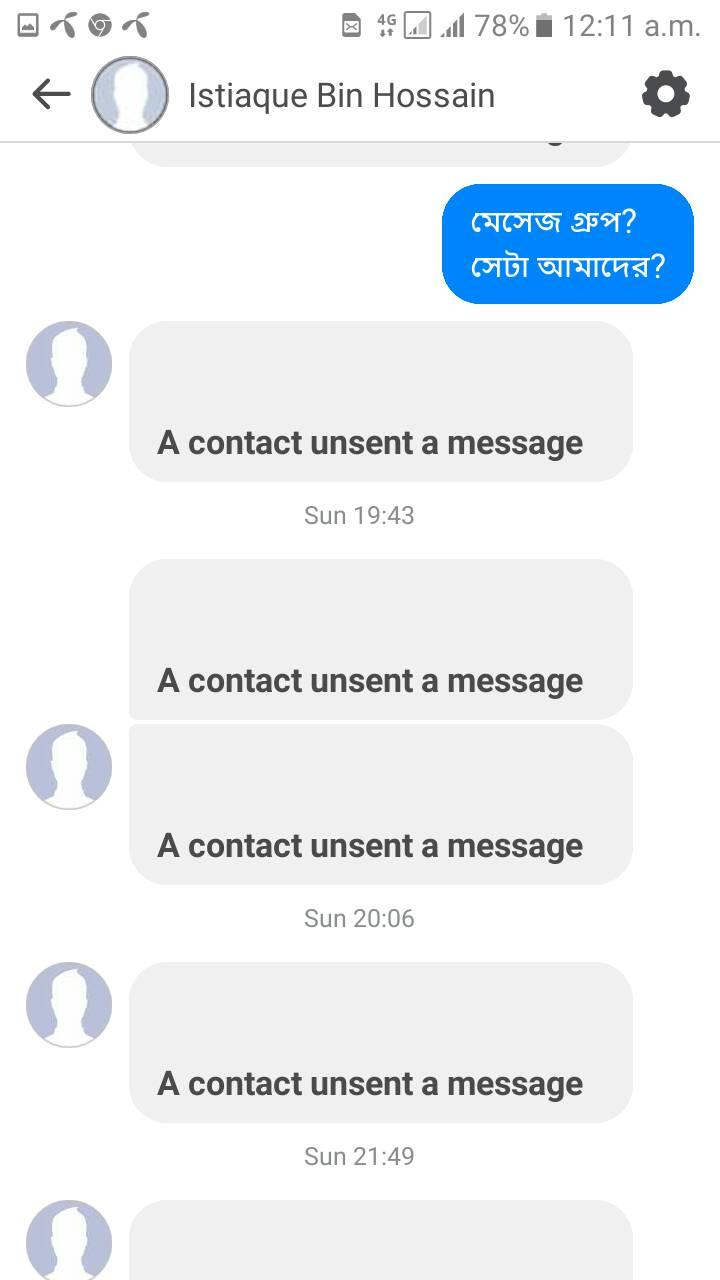 4G 78% 12:11 a.m.
Istiaque Bin Hossain
মেসেজ গ্রুপ?
সেটা আমাদের?
A contact unsent a message
Sun 19:43
A contact unsent a message
A contact unsent a message
Sun 20:06
A contact unsent a message
Sun 21:49